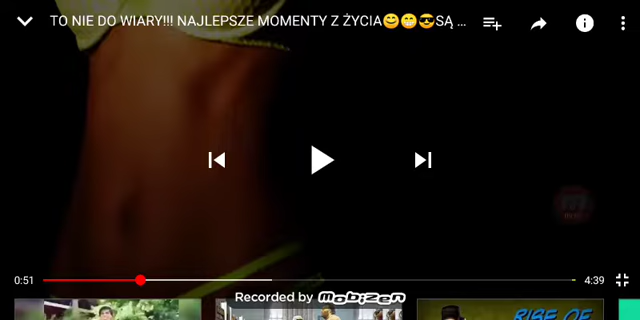 TO NIE DO WIARY!!! NAJLEPSZE MOMENTY Z ŻYCIA😊😁😎SĄ ...
0:51
4:39
Recorded by Mobizen
RISE OF